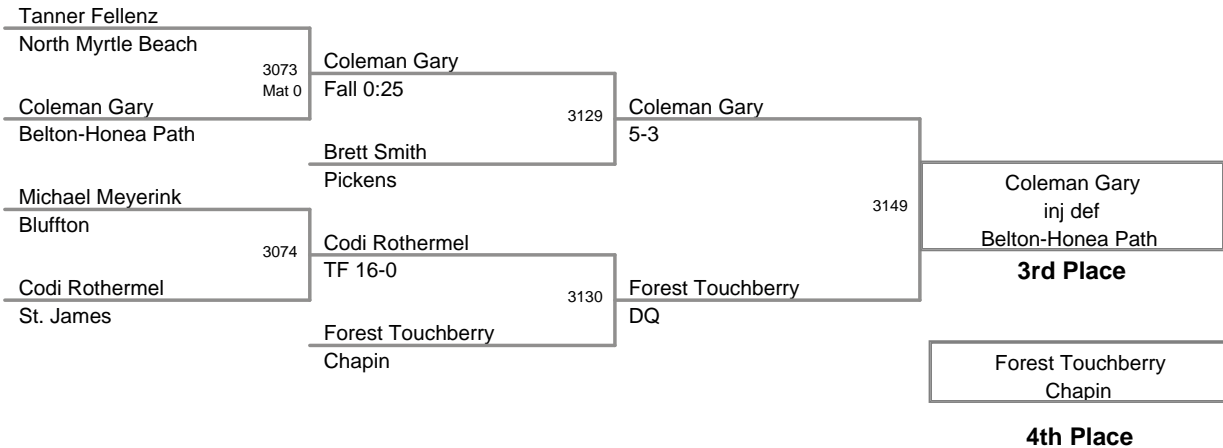 Tanner Fellenz
North Myrtle Beach
3073
Mat 0
Coleman Gary
Belton-Honea Path
Coleman Gary
Fall 0:25
3129
Brett Smith
Pickens
Coleman Gary
5-3
Michael Meyerink
Bluffton
3074
Codi Rothermel
St. James
Codi Rothermel
TF 16-0
3130
Forest Touchberry
Chapin
Forest Touchberry
DQ
3149
Coleman Gary
inj def
Belton-Honea Path
3rd Place
Forest Touchberry
Chapin
4th Place